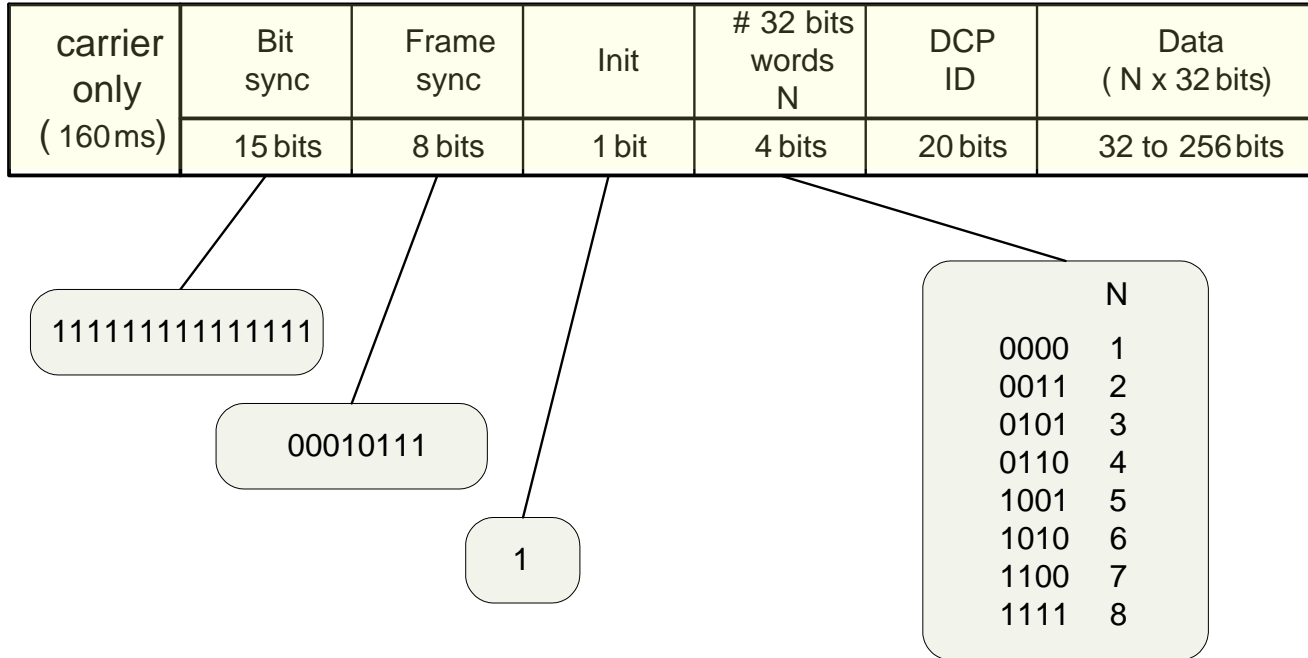 carrier
only
( 160 ms)
Bit
sync
Frame
sync
Init
# 32 bits
words
N
DCP
ID
Data
( N x 32 bits)
15 bits
8 bits
1 bit
4 bits
20 bits
32 to 256 bits
111111111111111
00010111
1
N
0000 1
0011 2
0101 3
0110 4
1001 5
1010 6
1100 7
1111 8